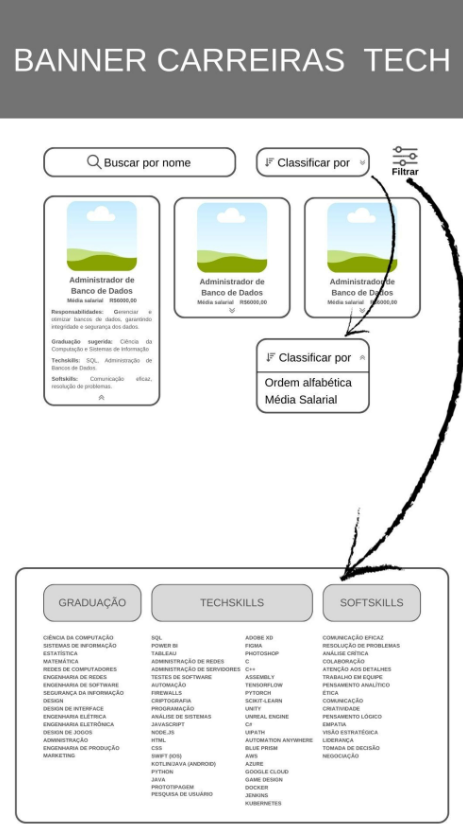 BANNER CARREIRAS TECH
Buscar por nome
Classificar por
Filtrar
Administrador de
Banco de Dados
Média salarial R$6000,00
Responsabilidades: Gerenciar e
otimizar bancos de dados, garantindo
integridade e segurança dos dados.
Graduação sugerida: Ciência da
Computação e Sistemas de Informação
Techskills: SQL, Administração de
Bancos de Dados.
Softskills: Comunicação eficaz,
resolução de problemas.
Administrador de
Banco de Dados
Média salarial R$6000,00
Administrador de
Banco de Dados
Média salarial R$6000,00
Classificar por
Ordem alfabética
Média Salarial
GRADUAÇÃO
CIÊNCIA DA COMPUTAÇÃO
SISTEMAS DE INFORMAÇÃO
ESTATÍSTICA
MATEMÁTICA
REDES DE COMPUTADORES
ENGENHARIA DE REDES
ENGENHARIA DE SOFTWARE
SEGURANÇA DA INFORMAÇÃO
DESIGN
DESIGN DE INTERFACE
ENGENHARIA ELÉTRICA
ENGENHARIA ELETRÔNICA
DESIGN DE JOGOS
ADMINISTRAÇÃO
ENGENHARIA DE PRODUÇÃO
MARKETING
TECHSKILLS
SQL
POWER BI
TABLEAU
ADMINISTRAÇÃO DE REDES
ADMINISTRAÇÃO DE SERVIDORES
TESTES DE SOFTWARE
AUTOMAÇÃO
FIREWALLS
CRIPTOGRAFIA
PROGRAMAÇÃO
ANÁLISE DE SISTEMAS
JAVASCRIPT
NODE.JS
HTML
CSS
SWIFT (IOS)
KOTLIN/JAVA (ANDROID)
PYTHON
JAVA
PROTOTIPAGEM
PESQUISA DE USUÁRIO
ADOBE XD
FIGMA
PHOTOSHOP
C
C++
ASSEMBLY
TENSORFLOW
PYTORCH
SCIKIT-LEARN
UNITY
UNREAL ENGINE
C#
UIPATH
AUTOMATION ANYWHERE
BLUE PRISM
AWS
AZURE
GOOGLE CLOUD
GAME DESIGN
DOCKER
JENKINS
KUBERNETES
SOFTSKILLS
COMUNICAÇÃO EFICAZ
RESOLUÇÃO DE PROBLEMAS
ANÁLISE CRÍTICA
COLABORAÇÃO
ATENÇÃO AOS DETALHES
TRABALHO EM EQUIPE
PENSAMENTO ANALÍTICO
ÉTICA
COMUNICAÇÃO
CRIATIVIDADE
PENSAMENTO LÓGICO
EMPATIA
VISÃO ESTRATÉGICA
LIDERANÇA
TOMADA DE DECISÃO
NEGOCIAÇÃO